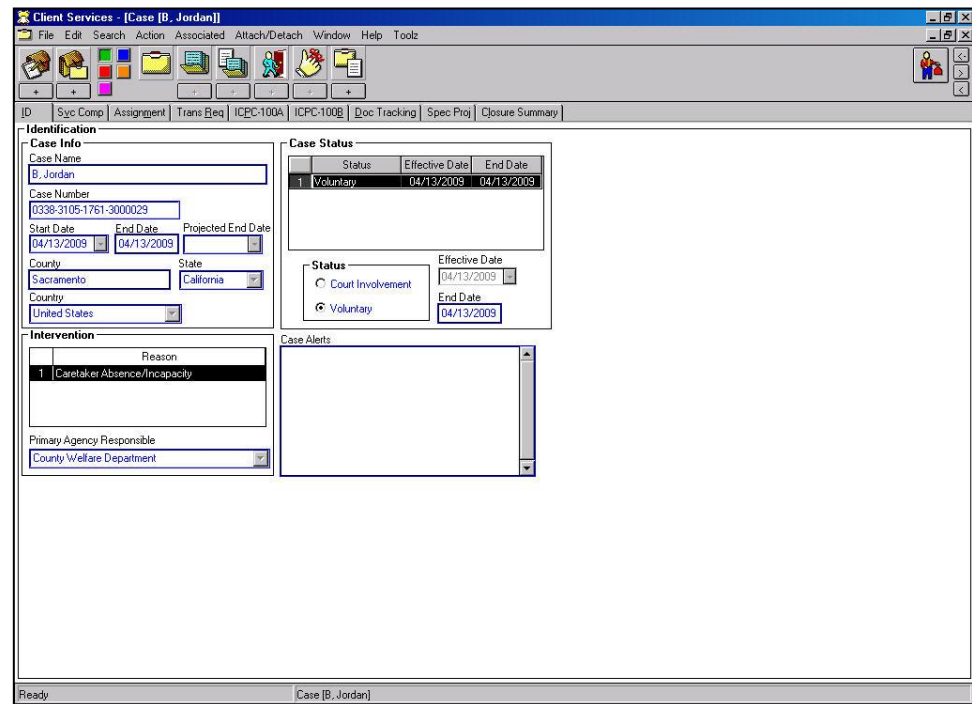 Client Services - [Case [B, Jordan]]
File Edit Search Action Associated Attach/Detach Window Help Toolz
+ + + + + + +
ID Svc Comp Assignment Trans Req ICPC-100A ICPC-100B Doc Tracking Spec Proj Closure Summary
Identification
Case Info
Case Name
B, Jordan
Case Number
0338-3105-1761-3000029
Start Date End Date Projected End Date
04/13/2009 04/13/2009
County State
Sacramento California
Country
United States
Case Status
Status Effective Date End Date
1 Voluntary 04/13/2009 04/13/2009
Status
Court Involvement
Voluntary
Effective Date
04/13/2009
End Date
04/13/2009
Intervention
Reason
1 Caretaker Absence/Incapacity
Primary Agency Responsible
County Welfare Department
Case Alerts
Ready Case [B, Jordan]